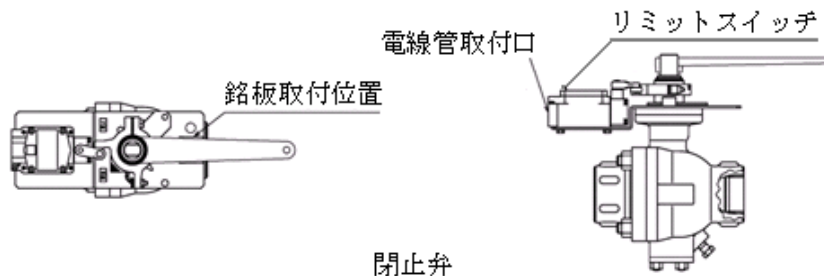 リミットスイッチ
電線管取付口
銘板取付位置
閉止弁